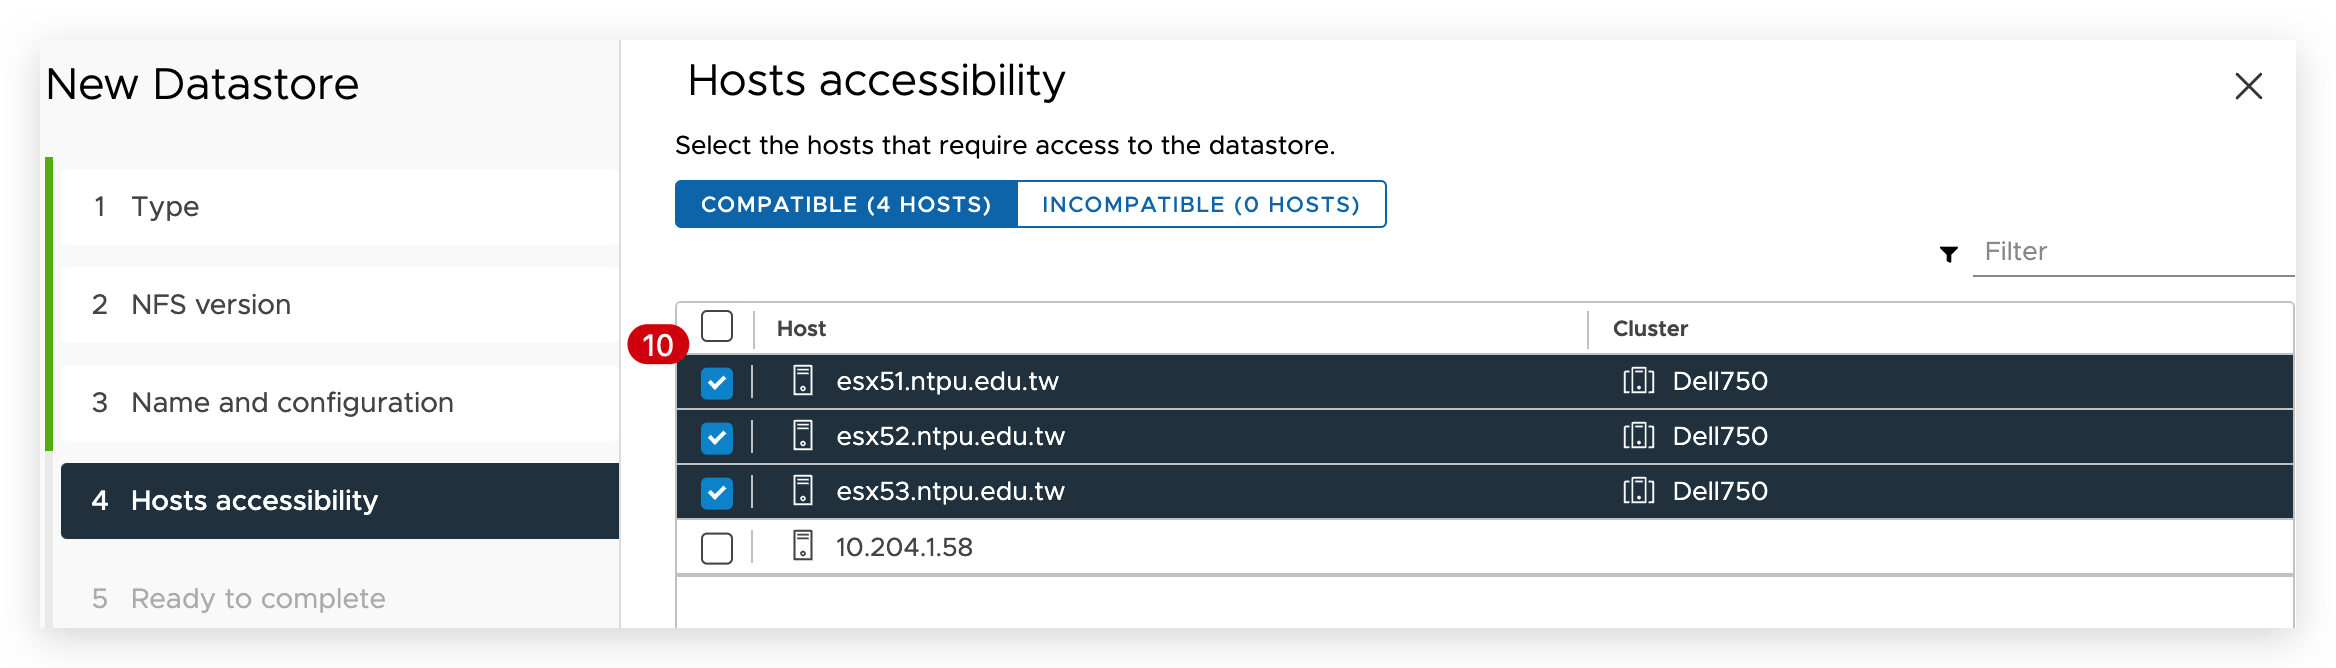 New Datastore
1 Type
2 NFS version
3 Name and configuration
4 Hosts accessibility
5 Ready to complete
Hosts accessibility
Select the hosts that require access to the datastore.
COMPATIBLE (4 HOSTS) INCOMPATIBLE (0 HOSTS)
Filter
10
Host Cluster
esx51.ntpu.edu.tw Dell750
esx52.ntpu.edu.tw Dell750
esx53.ntpu.edu.tw Dell750
10.204.1.58